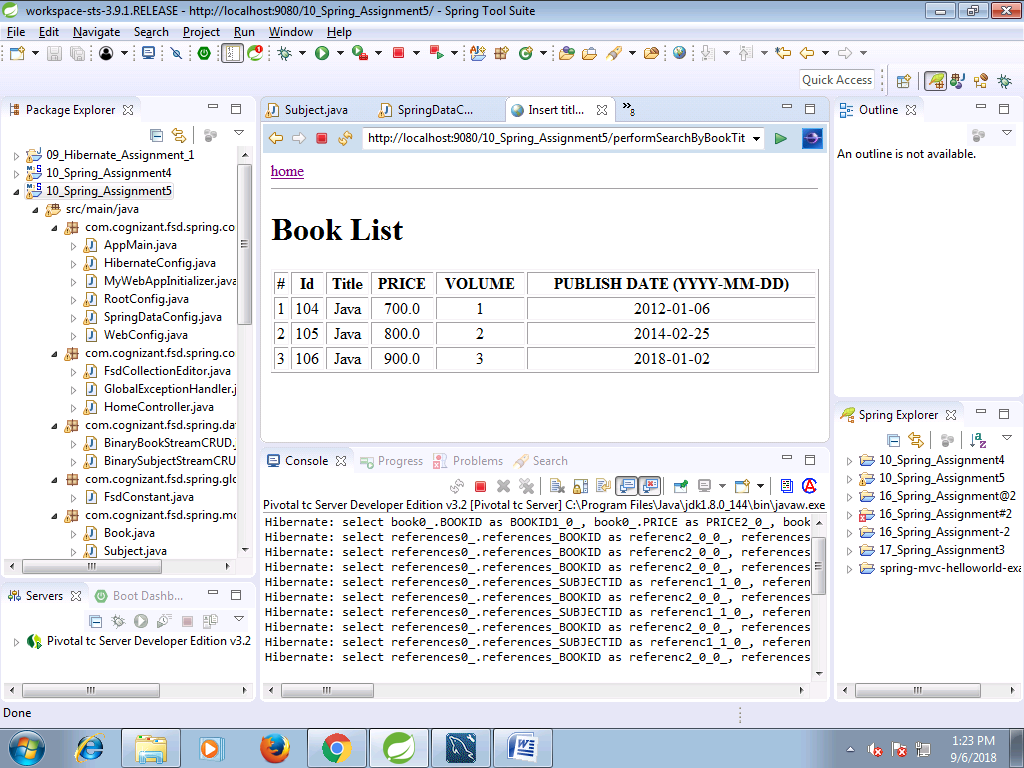 workspace-sts-3.9.1.RELEASE - http://localhost:9080/10_Spring_Assignment5/ - Spring Tool Suite
File Edit Navigate Search Project Run Window Help
Quick Access
Package Explorer
09_Hibernate_Assignment_1
10_Spring_Assignment4
10_Spring_Assignment5
src/main/java
com.cognizant.fsd.spring.co
AppMain.java
HibernateConfig.java
MyWebAppInitializer.java
RootConfig.java
SpringDataConfig.java
WebConfig.java
com.cognizant.fsd.spring.co
FsdCollectionEditor.java
GlobalExceptionHandler.j
HomeController.java
com.cognizant.fsd.spring.da
BinaryBookStreamCRUD.
BinarySubjectStreamCRU
com.cognizant.fsd.spring.glo
FsdConstant.java
com.cognizant.fsd.spring.mo
Book.java
Subject.java
Servers Boot Dashb...
Pivotal tc Server Developer Edition v3.2
Subject.java SpringDataC... Insert titl... »8
http://localhost:9080/10_Spring_Assignment5/performSearchByBookTit
home
Book List
# Id Title PRICE VOLUME PUBLISH DATE (YYYY-MM-DD)
1 104 Java 700.0 1 2012-01-06
2 105 Java 800.0 2 2014-02-25
3 106 Java 900.0 3 2018-01-02
Console Progress Problems Search
Pivotal tc Server Developer Edition v3.2 [Pivotal tc Server] C:\Program Files\Java\jdk1.8.0_144\bin\javaw.exe
Hibernate: select book0_.BOOKID as BOOKID1_0_, book0_.PRICE as PRICE2_0_, book
Hibernate: select references0_.references_BOOKID as referenc2_0_0_, references
Hibernate: select references0_.references_BOOKID as referenc2_0_0_, references
Hibernate: select references0_.references_BOOKID as referenc2_0_0_, references
Hibernate: select references0_.references_SUBJECTID as referenc1_1_0_, referen
Hibernate: select references0_.references_BOOKID as referenc2_0_0_, references
Hibernate: select references0_.references_SUBJECTID as referenc1_1_0_, referen
Hibernate: select references0_.references_BOOKID as referenc2_0_0_, references
Hibernate: select references0_.references_SUBJECTID as referenc1_1_0_, referen
Hibernate: select references0_.references_BOOKID as referenc2_0_0_, references
Outline
An outline is not available.
Spring Explorer
10_Spring_Assignment4
10_Spring_Assignment5
16_Spring_Assignment@2
16_Spring_Assignment#2
16_Spring_Assignment-2
17_Spring_Assignment3
spring-mvc-helloworld-exa
Done
1:23 PM
9/6/2018